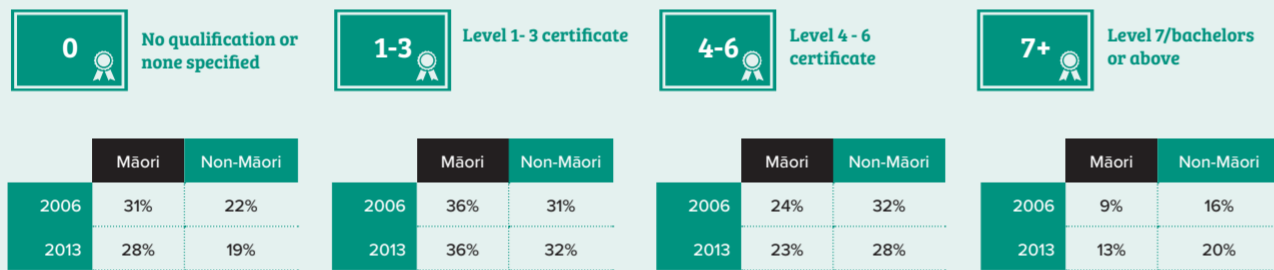 0
No qualification or
none specified
1-3
Level 1- 3 certificate
4-6
Level 4 - 6
certificate
7+
Level 7/bachelors
or above
Māori Non-Māori
2006 31% 22%
2013 28% 19%
Māori Non-Māori
2006 36% 31%
2013 36% 32%
Māori Non-Māori
2006 24% 32%
2013 23% 28%
Māori Non-Māori
2006 9% 16%
2013 13% 20%